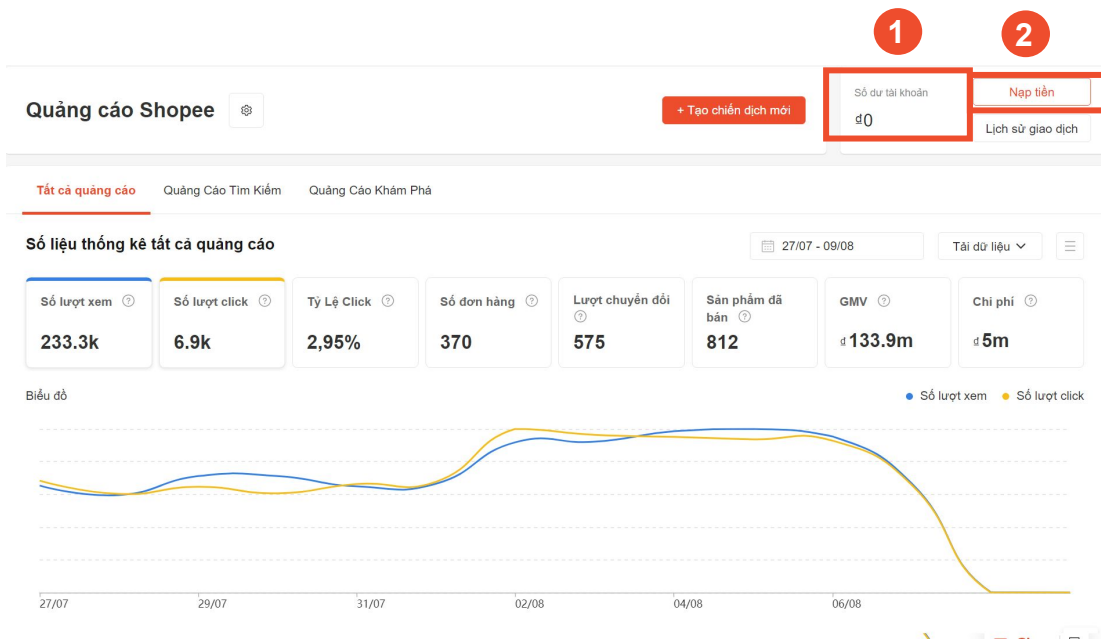 1
2
Quảng cáo Shopee
+ Tạo chiến dịch mới
Số dư tài khoản
₫0
Nạp tiền
Lịch sử giao dịch
Tất cả quảng cáo
Quảng Cáo Tìm Kiếm
Quảng Cáo Khám Phá
Số liệu thống kê tất cả quảng cáo
27/07 - 09/08
Tải dữ liệu
Số lượt xem
233.3k
Số lượt click
6.9k
Tỷ Lệ Click
2,95%
Số đơn hàng
370
Lượt chuyển đổi
575
Sản phẩm đã
bán
812
GMV
₫133.9m
Chi phí
₫5m
Biểu đồ
Số lượt xem
Số lượt click
27/07
29/07
31/07
02/08
04/08
06/08